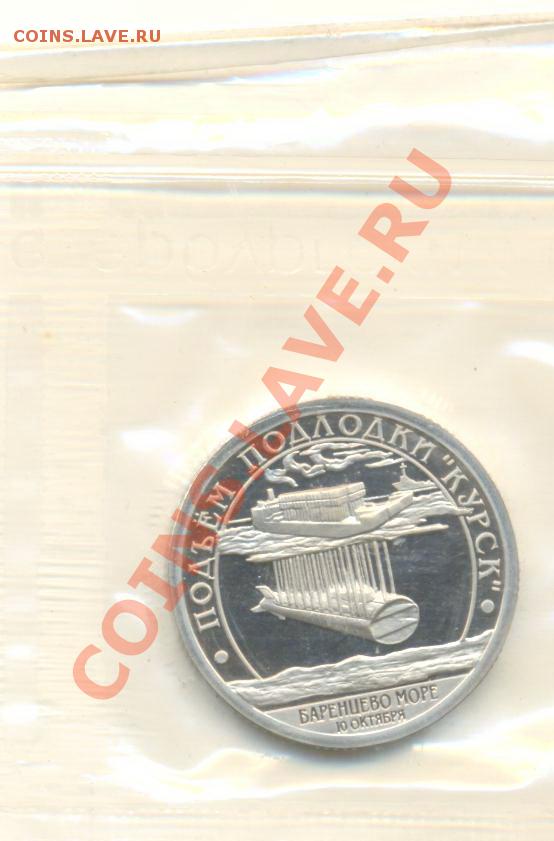 COINS.LAVE.RU
COINS.LAVE.RU
ПОДЪЁМ ПОДЛОДКИ "КУРСК"
БАРЕНЦЕВО МОРЕ
10 ОКТЯБРЯ